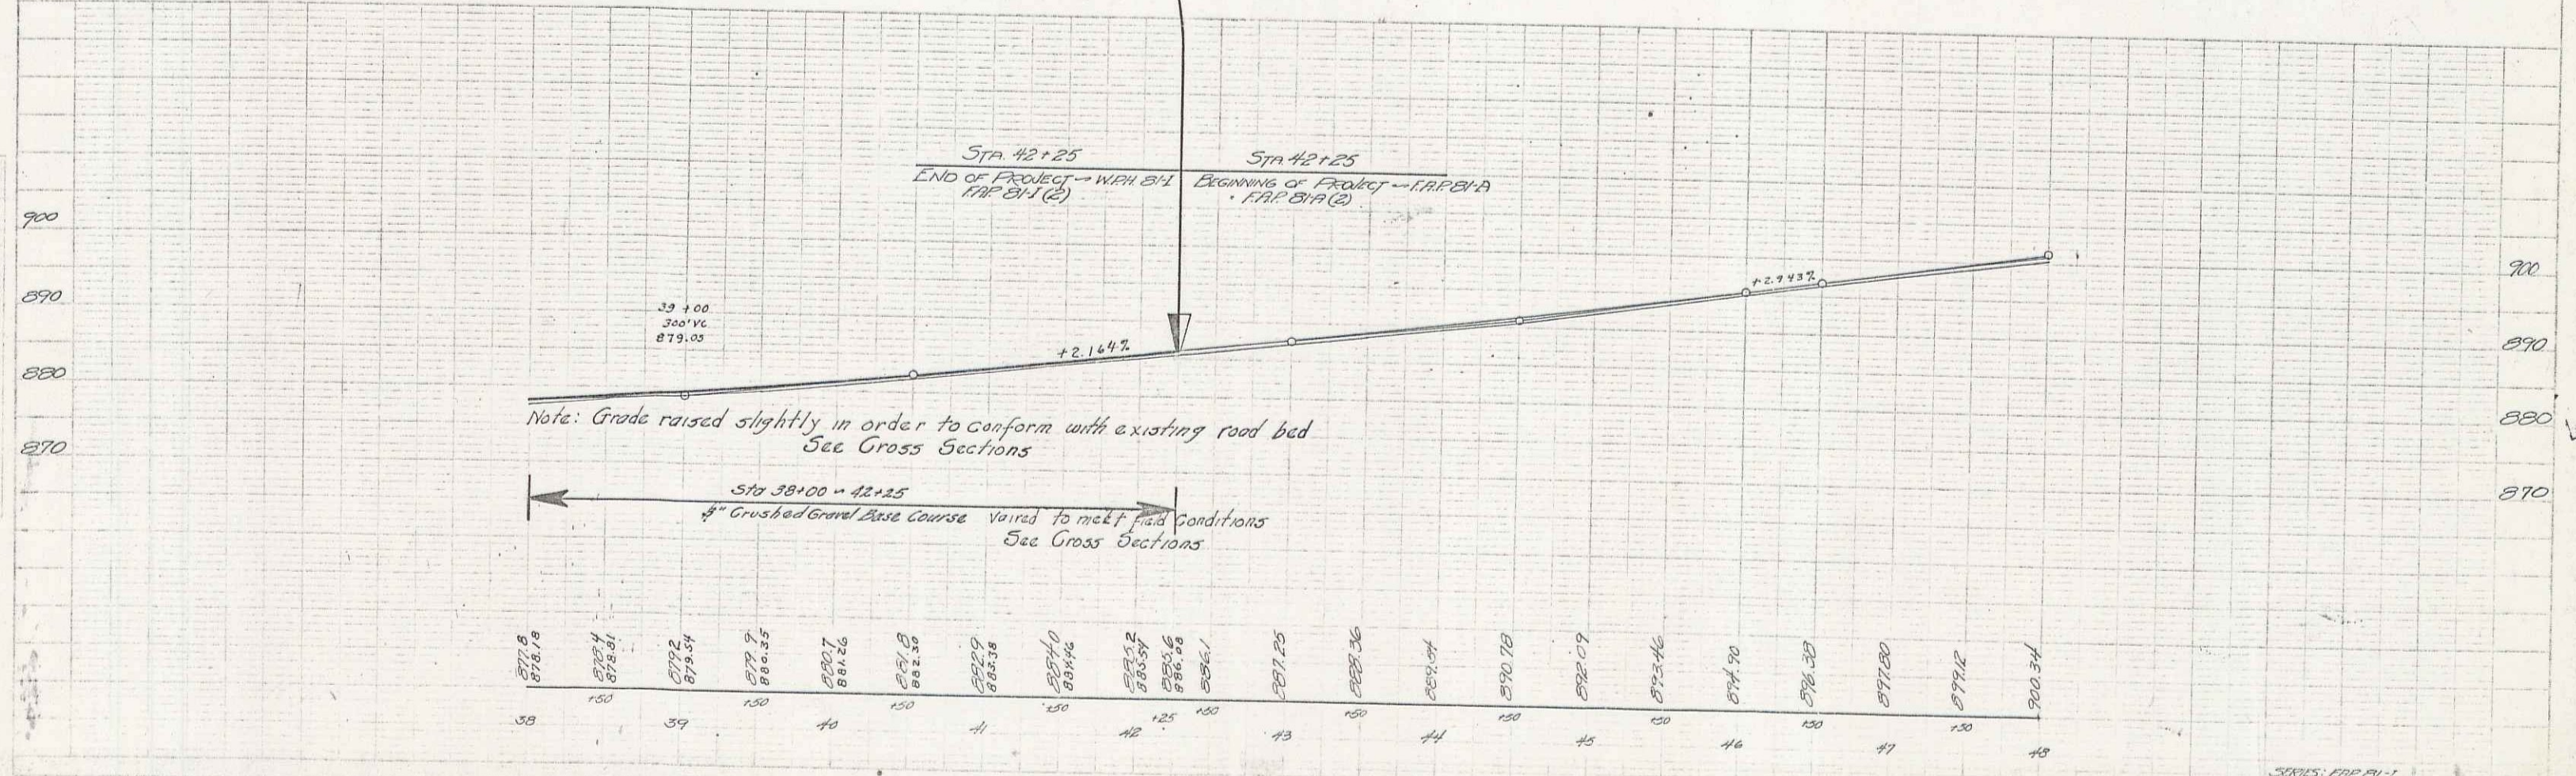 STA. 42+25
END OF PROJECT — W.P.H. 81-I
F.A.P. 81-I (2)
STA 42+25
BEGINNING OF PROJECT — F.A.P. 81-A
F.A.P. 81-A (2)
900
890
880
870
900
890
880
870
39 + 00
300' VC
879.05
+2.164%
+2.943%
Note: Grade raised slightly in order to conform with existing road bed
See Cross Sections
Sta 38+00 - 42+25
Crushed Gravel Base Course Vaired to meet field Conditions
See Cross Sections
877.8
878.18
878.4
878.81
879.2
879.54
879.9
880.35
880.7
881.26
881.8
882.30
882.9
883.38
884.0
884.46
885.2
885.54
885.6
886.08
886.1
887.25
888.36
889.54
890.78
892.09
893.46
894.90
896.38
897.80
899.12
900.34
38 +50 39 +50 40 +50 41 +50 42 +25 +50 43 +50 44 +50 45 +50 46 +50 47 +50 48
SERIES: F.A.P. 81-I